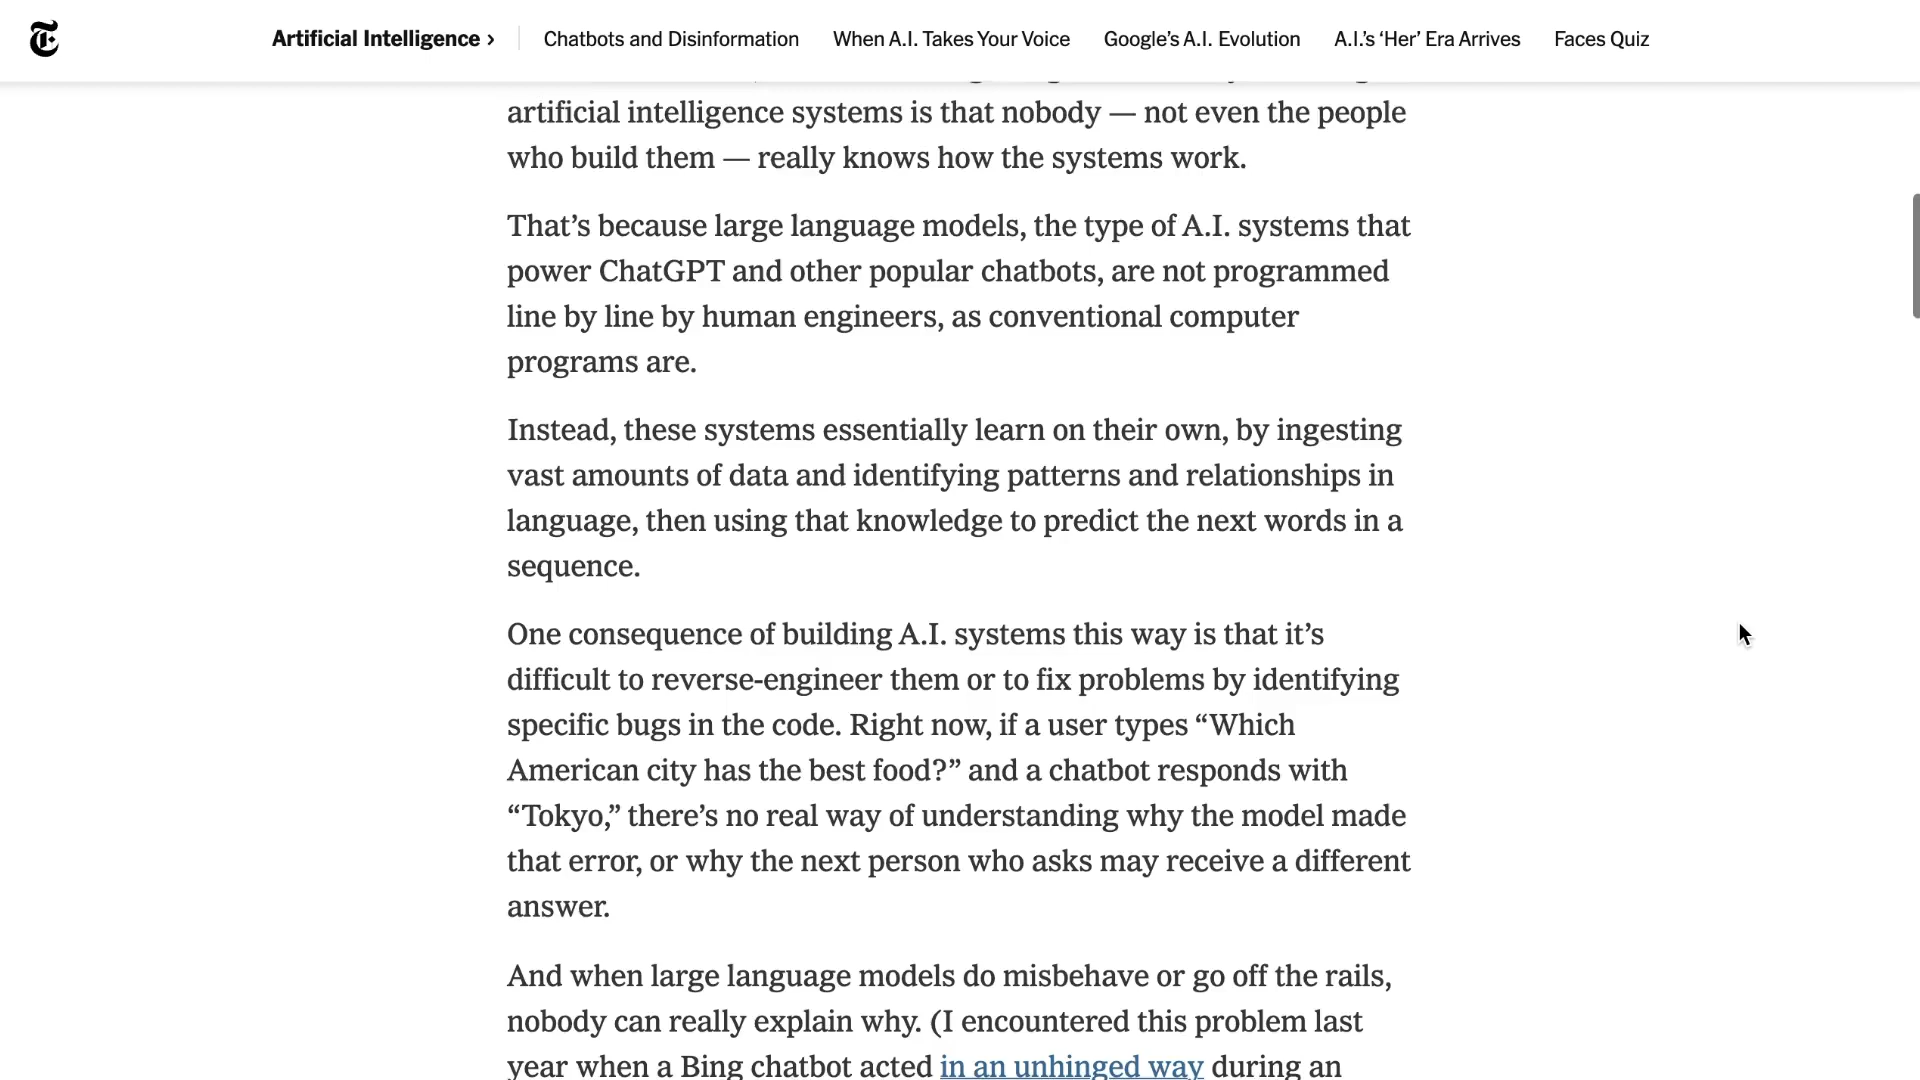 Artificial Intelligence › Chatbots and Disinformation When A.I. Takes Your Voice Google’s A.I. Evolution A.I.’s ‘Her’ Era Arrives Faces Quiz
artificial intelligence systems is that nobody — not even the people
who build them — really knows how the systems work.
That’s because large language models, the type of A.I. systems that
power ChatGPT and other popular chatbots, are not programmed
line by line by human engineers, as conventional computer
programs are.
Instead, these systems essentially learn on their own, by ingesting
vast amounts of data and identifying patterns and relationships in
language, then using that knowledge to predict the next words in a
sequence.
One consequence of building A.I. systems this way is that it’s
difficult to reverse-engineer them or to fix problems by identifying
specific bugs in the code. Right now, if a user types “Which
American city has the best food?” and a chatbot responds with
“Tokyo,” there’s no real way of understanding why the model made
that error, or why the next person who asks may receive a different
answer.
And when large language models do misbehave or go off the rails,
nobody can really explain why. (I encountered this problem last
year when a Bing chatbot acted in an unhinged way during an